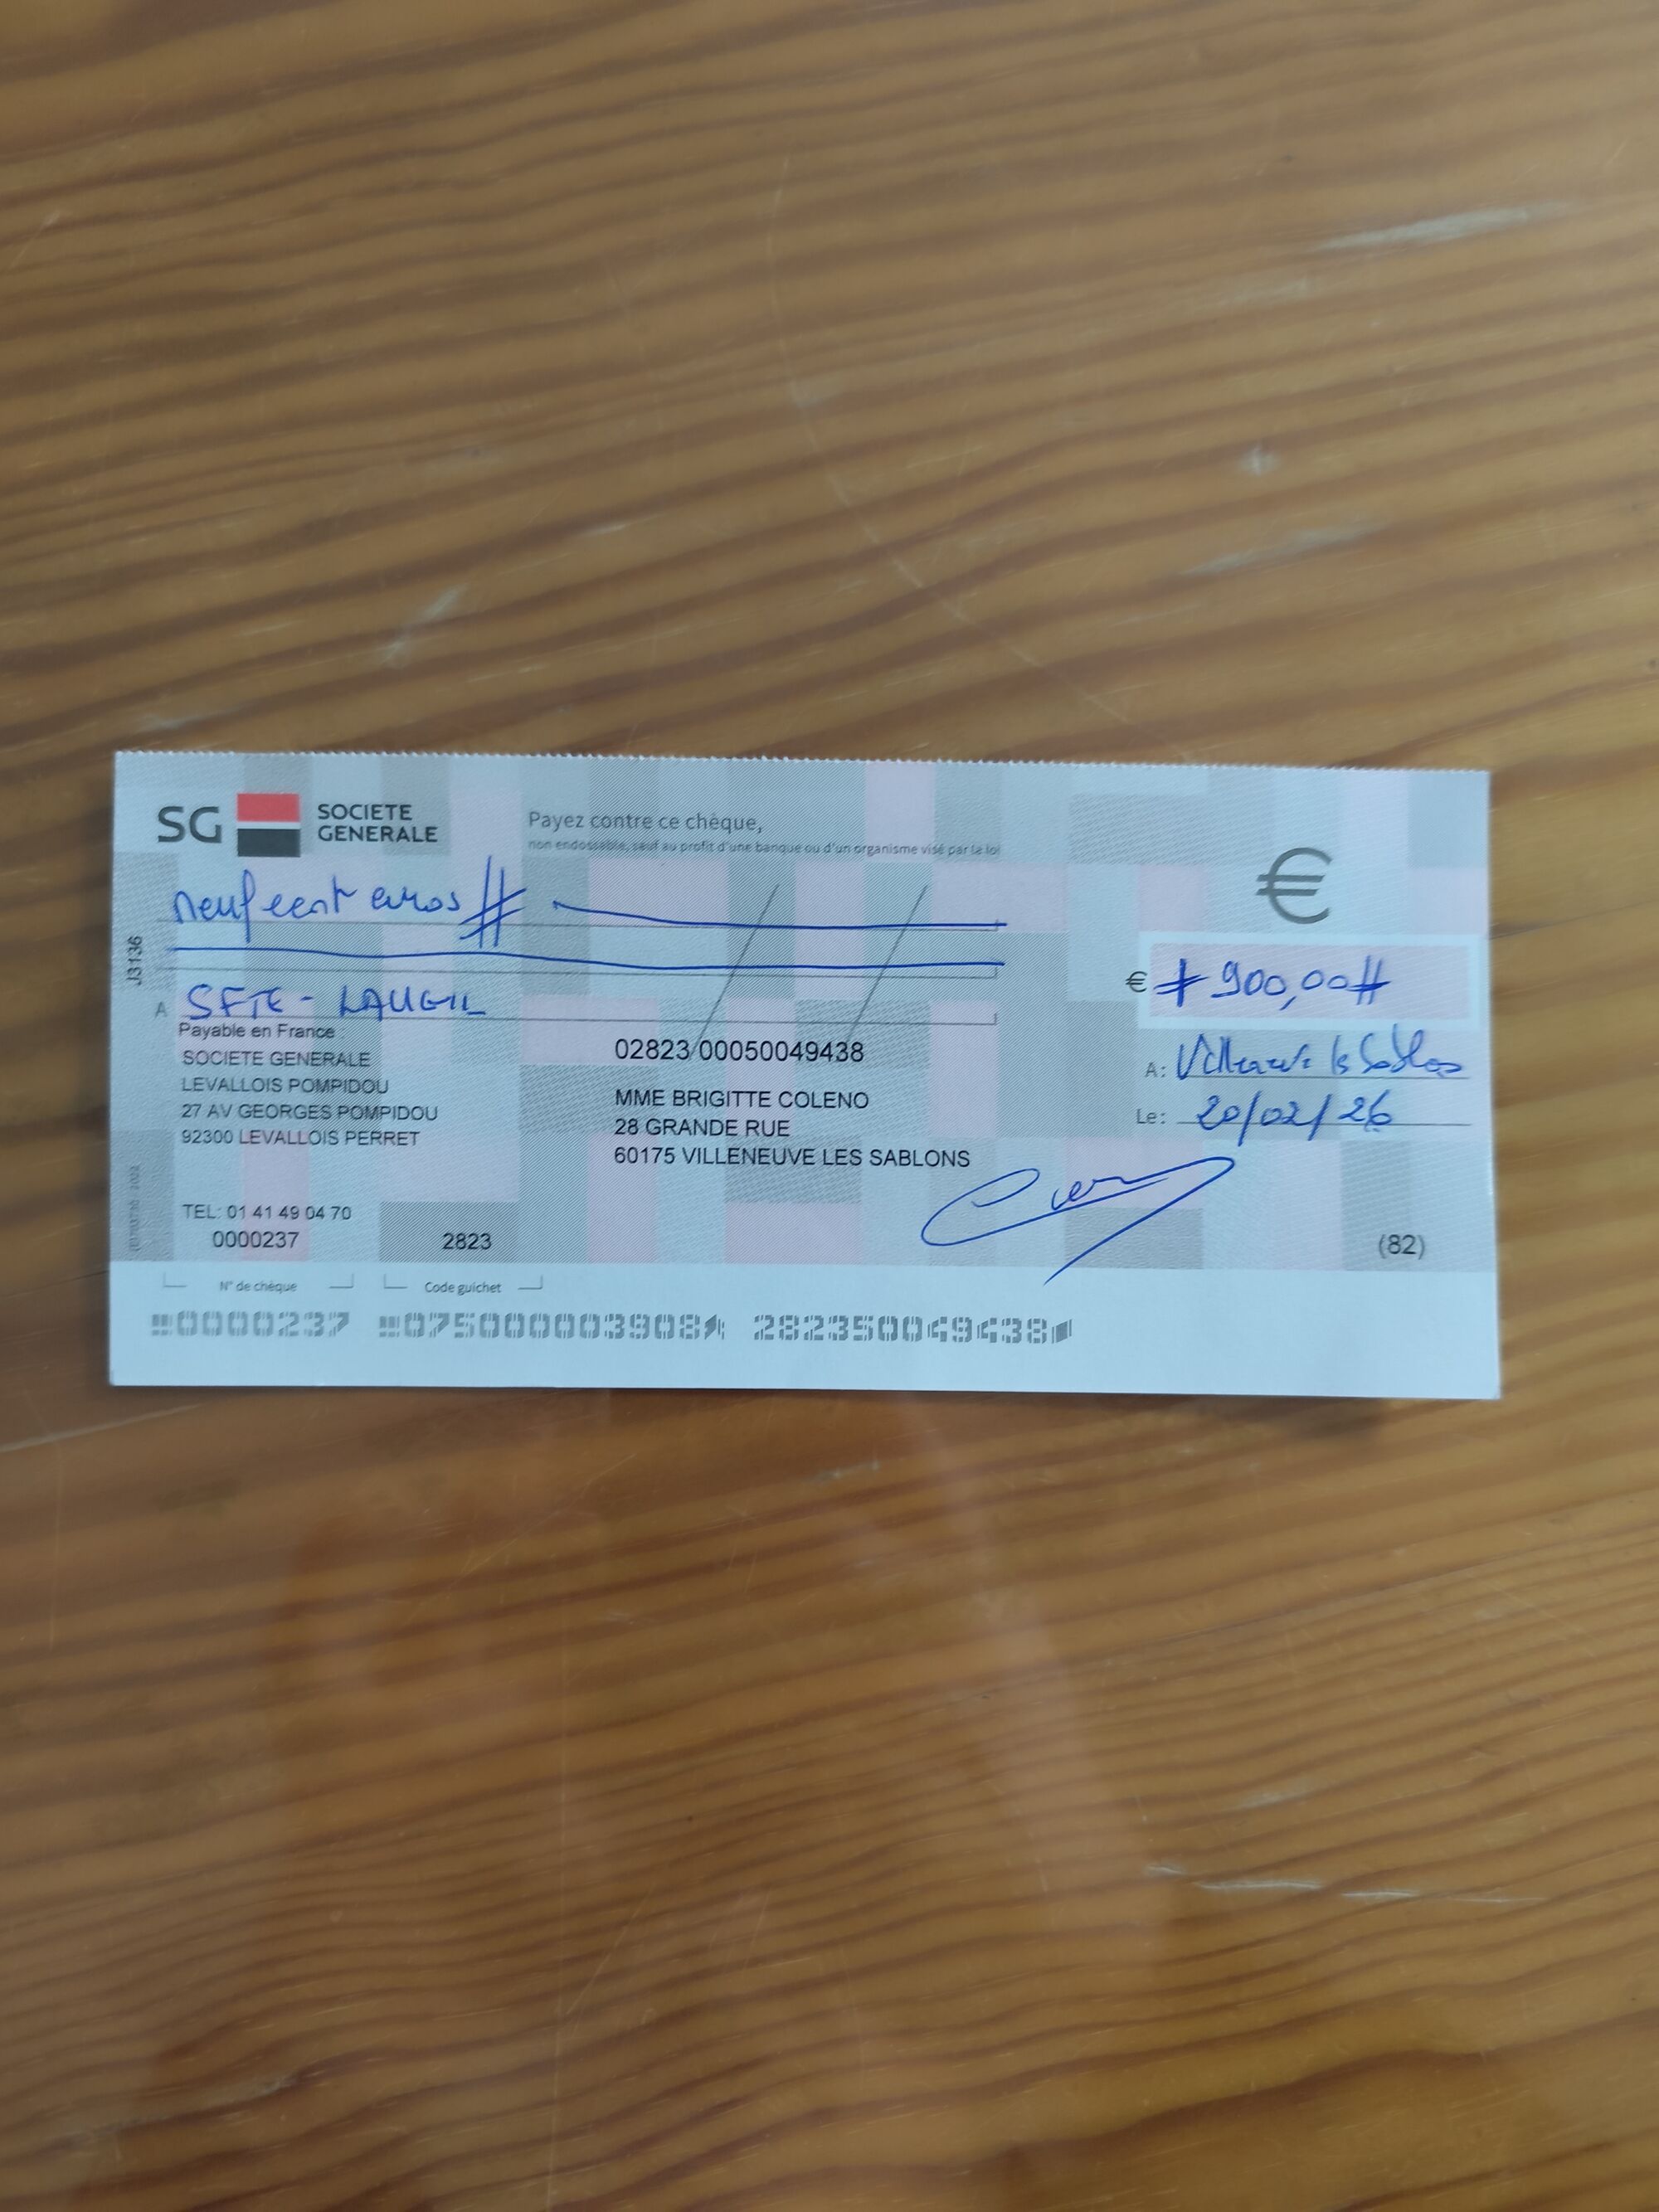 SG SOCIETE GENERALE
Payez contre ce chèque,
non endossable, sauf au profit d'une banque ou d'un organisme visé par la loi
€
neuf cent euros #
€ # 900,00 #
J3136
A SFTE - LAUGIL
Payable en France :
SOCIETE GENERALE
LEVALLOIS POMPIDOU
27 AV GEORGES POMPIDOU
92300 LEVALLOIS PERRET
02823 00050049438
MME BRIGITTE COLENO
28 GRANDE RUE
60175 VILLENEUVE LES SABLONS
A: Villeneuve les Sablons
Le: 20/02/26
TEL: 01 41 49 04 70
0000237
2823
(82)
N° de chèque
Code guichet
0000237 075000003908 282350049438